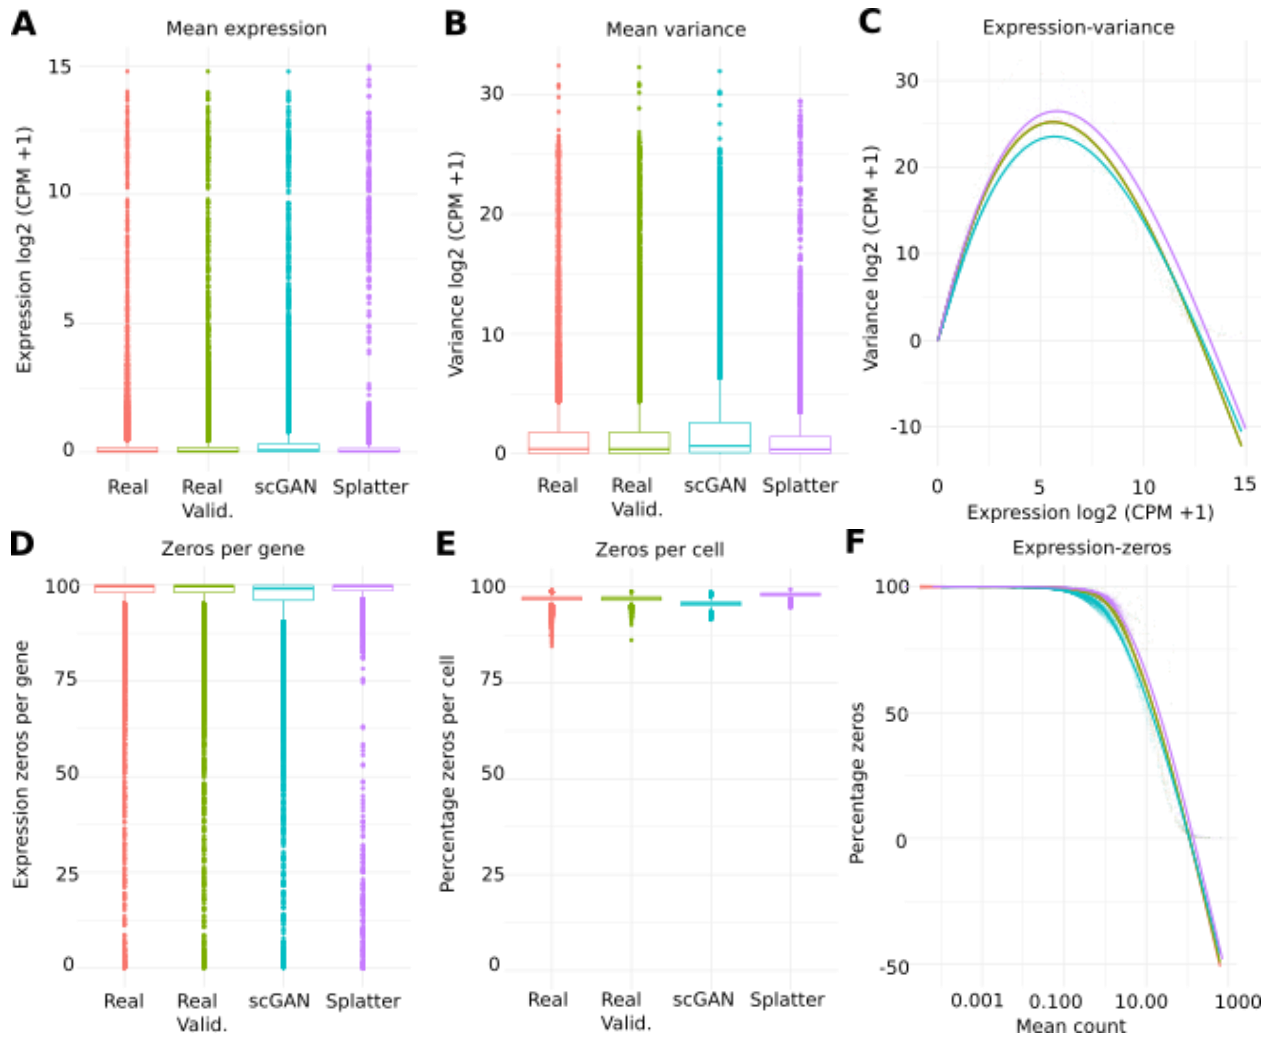 A
Mean expression
Expression log2 (CPM +1)
15
10
5
0
Real
Real
Valid.
scGAN
Splatter
B
Mean variance
Variance log2 (CPM +1)
30
20
10
0
Real
Real
Valid.
scGAN
Splatter
C
Expression-variance
Variance log2 (CPM +1)
30
20
10
0
-10
0
5
10
15
Expression log2 (CPM +1)
D
Zeros per gene
Expression zeros per gene
100
75
50
25
0
Real
Real
Valid.
scGAN
Splatter
E
Zeros per cell
Percentage zeros per cell
100
75
50
25
0
Real
Real
Valid.
scGAN
Splatter
F
Expression-zeros
Percentage zeros
100
50
0
-50
0.001
0.100
10.00
1000
Mean count